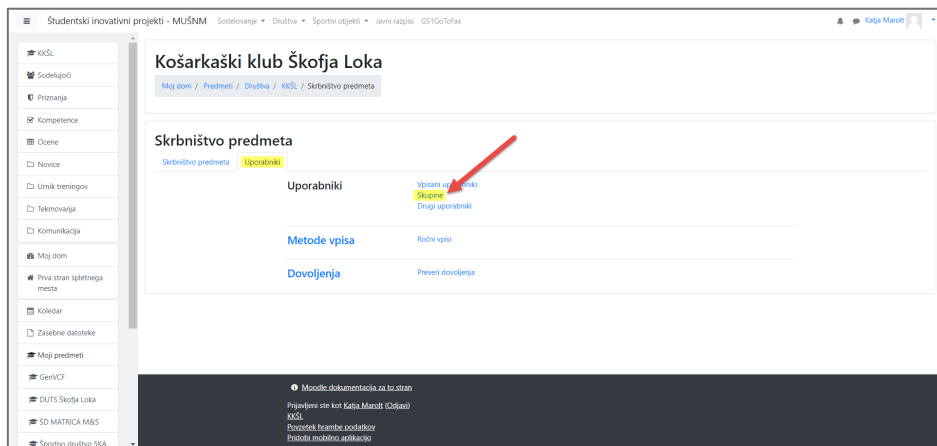 Študentski inovativni projekti - MUŠNM Sodelovanje Društva Športni objekti Javni razpisi GS1GoToFax Katja Marolt
KKŠL
Sodelujoči
Priznanja
Kompetence
Ocene
Novice
Urnik treningov
Tekmovanja
Komunikacija
Moj dom
Prva stran spletnega
mesta
Koledar
Zasebne datoteke
Moji predmeti
GenVCF
DUTS Škofja Loka
ŠD MATRICA M&S
Športno društvo 5KA
Košarkaški klub Škofja Loka
Moj dom / Predmeti / Društva / KKŠL / Skrbništvo predmeta
Skrbništvo predmeta
Skrbništvo predmeta Uporabniki
Uporabniki Vpisani uporabniki
Skupine
Drugi uporabniki
Metode vpisa Ročni vpisi
Dovoljenja Preveri dovoljenja
Moodle dokumentacija za to stran
Prijavljeni ste kot Katja Marolt (Odjavi)
KKŠL
Povzetek hrambe podatkov
Pridobi mobilno aplikacijo